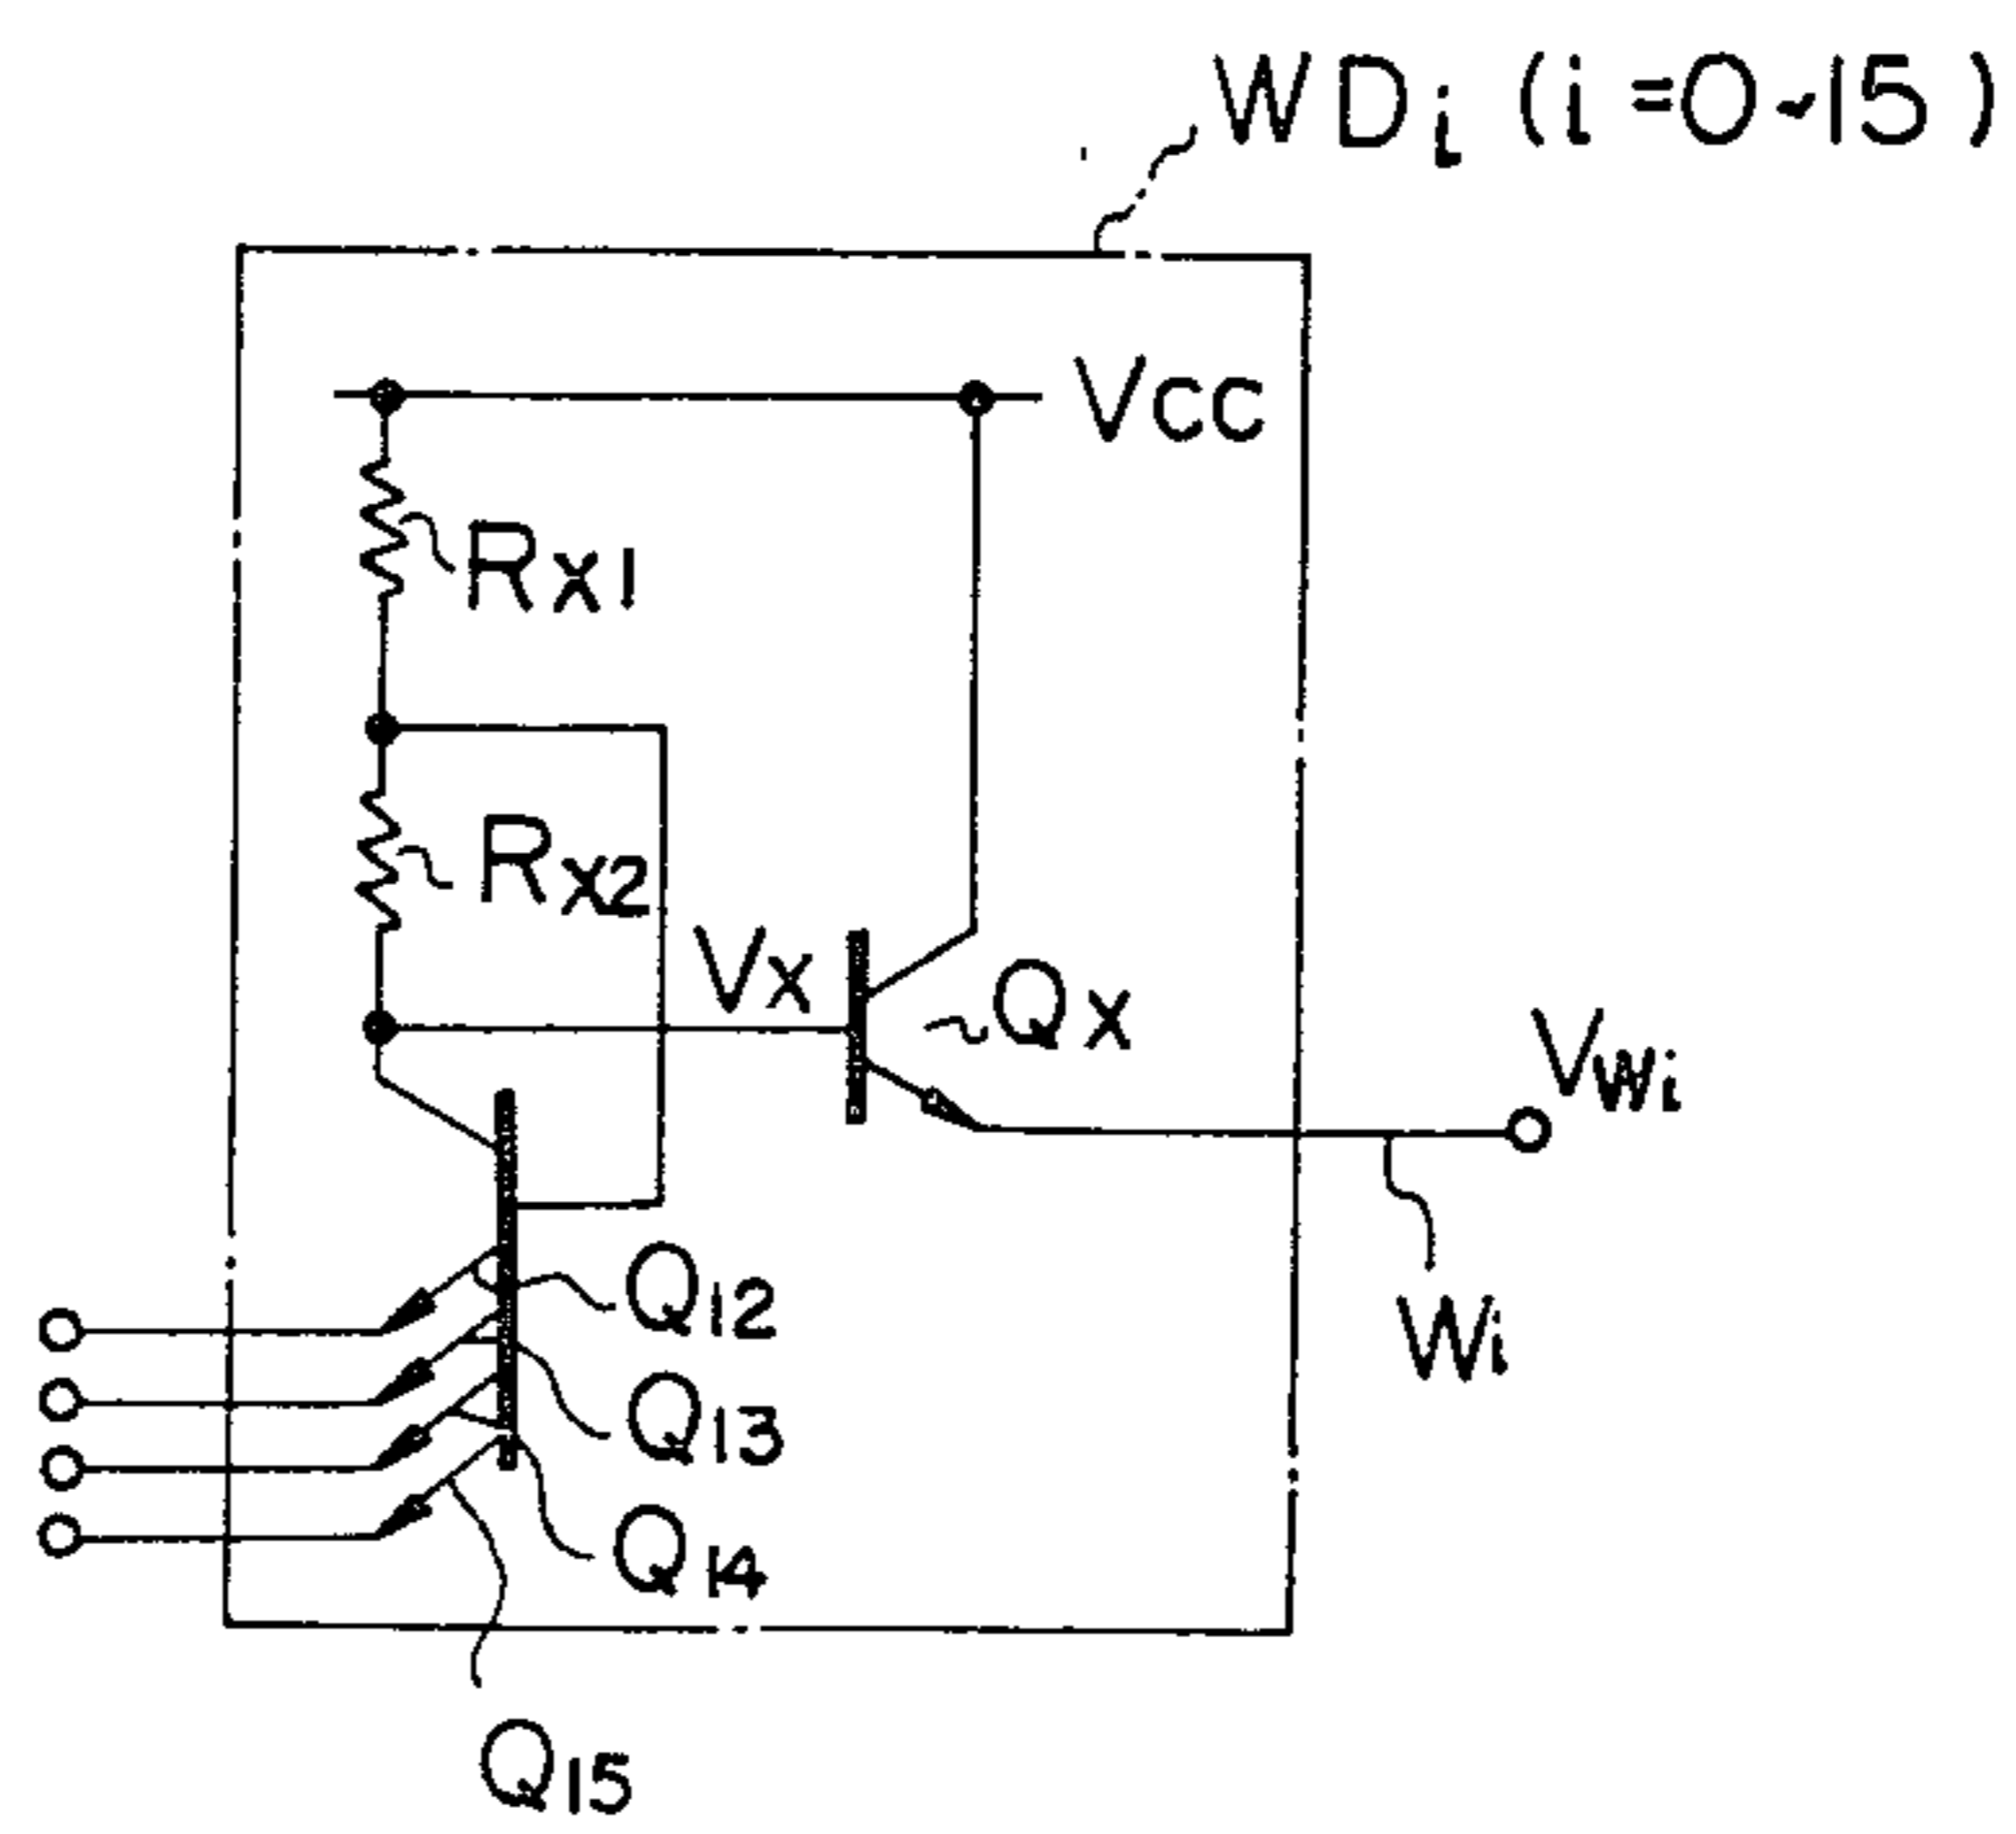 WDi (i=0~15)
Vcc
Rx1
Rx2
Vx
Qx
Vwi
Wi
Q12
Q13
Q14
Q15